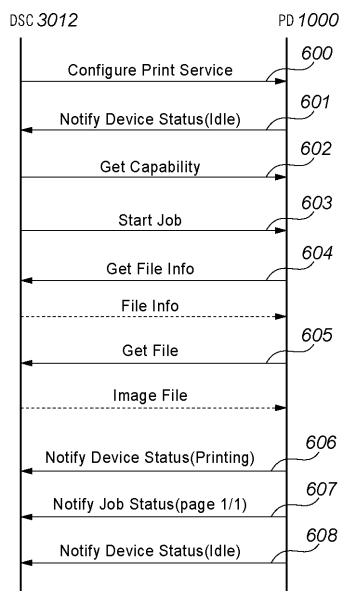 DSC 3012 PD 1000
600
Configure Print Service
601
Notify Device Status(Idle)
602
Get Capability
603
Start Job
604
Get File Info
File Info
605
Get File
Image File
606
Notify Device Status(Printing)
607
Notify Job Status(page 1/1)
608
Notify Device Status(Idle)